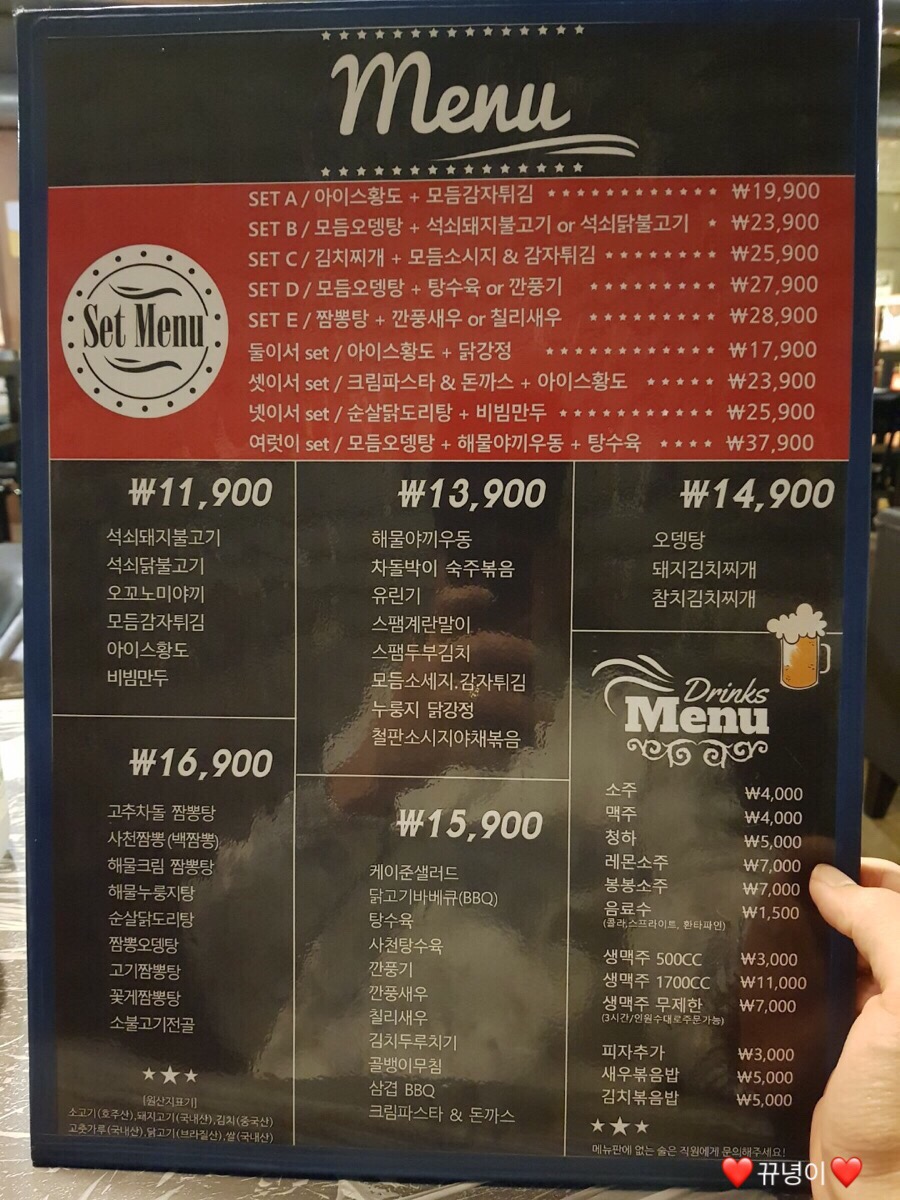 Menu
SET A / 아이스황도 + 모듬감자튀김 ₩19,900
SET B / 모듬오뎅탕 + 석쇠돼지불고기 or 석쇠닭불고기 ₩23,900
SET C / 김치찌개 + 모듬소시지 & 감자튀김 ₩25,900
SET D / 모듬오뎅탕 + 탕수육 or 깐풍기 ₩27,900
SET E / 짬뽕탕 + 깐풍새우 or 칠리새우 ₩28,900
둘이서 set / 아이스황도 + 닭강정 ₩17,900
셋이서 set / 크림파스타 & 돈까스 + 아이스황도 ₩23,900
넷이서 set / 순살닭도리탕 + 비빔만두 ₩25,900
여럿이 set / 모듬오뎅탕 + 해물야끼우동 + 탕수육 ₩37,900
Set Menu
₩11,900
석쇠돼지불고기
석쇠닭불고기
오꼬노미야끼
모듬감자튀김
아이스황도
비빔만두
₩16,900
고추차돌 짬뽕탕
사천짬뽕(백짬뽕)
해물크림 짬뽕탕
해물누룽지탕
순살닭도리탕
짬뽕오뎅탕
고기짬뽕탕
꽃게짬뽕탕
소불고기전골
[원산지표기]
소고기(호주산),돼지고기(국내산),김치(중국산)
고춧가루(국내산),닭고기(브라질산),쌀(국내산)
₩13,900
해물야끼우동
차돌박이 숙주볶음
유린기
스팸계란말이
스팸두부김치
모듬소세지.감자튀김
누룽지 닭강정
철판소시지야채볶음
₩15,900
케이준샐러드
닭고기바베큐(BBQ)
탕수육
사천탕수육
깐풍기
깐풍새우
칠리새우
김치두루치기
골뱅이무침
삼겹 BBQ
크림파스타 & 돈까스
₩14,900
오뎅탕
돼지김치찌개
참치김치찌개
Drinks
Menu
소주 ₩4,000
맥주 ₩4,000
청하 ₩5,000
레몬소주 ₩7,000
봉봉소주 ₩7,000
음료수 ₩1,500
(콜라,스프라이트, 환타파인)
생맥주 500CC ₩3,000
생맥주 1700CC ₩11,000
생맥주 무제한 ₩7,000
(3시간/인원수대로주문가능)
피자추가 ₩3,000
새우볶음밥 ₩5,000
김치볶음밥 ₩5,000
메뉴판에 없는 술은 직원에게 문의해주세요!
❤️뀨녕이❤️